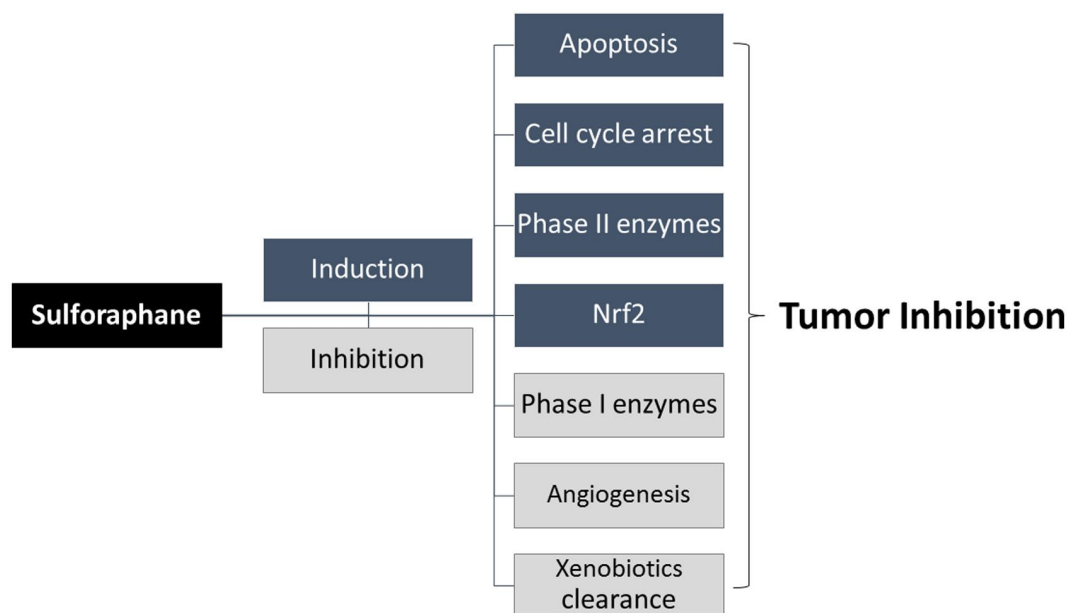 Apoptosis
Cell cycle arrest
Phase II enzymes
Induction
Nrf2
Sulforaphane
Tumor Inhibition
Inhibition
Phase I enzymes
Angiogenesis
Xenobiotics
clearance